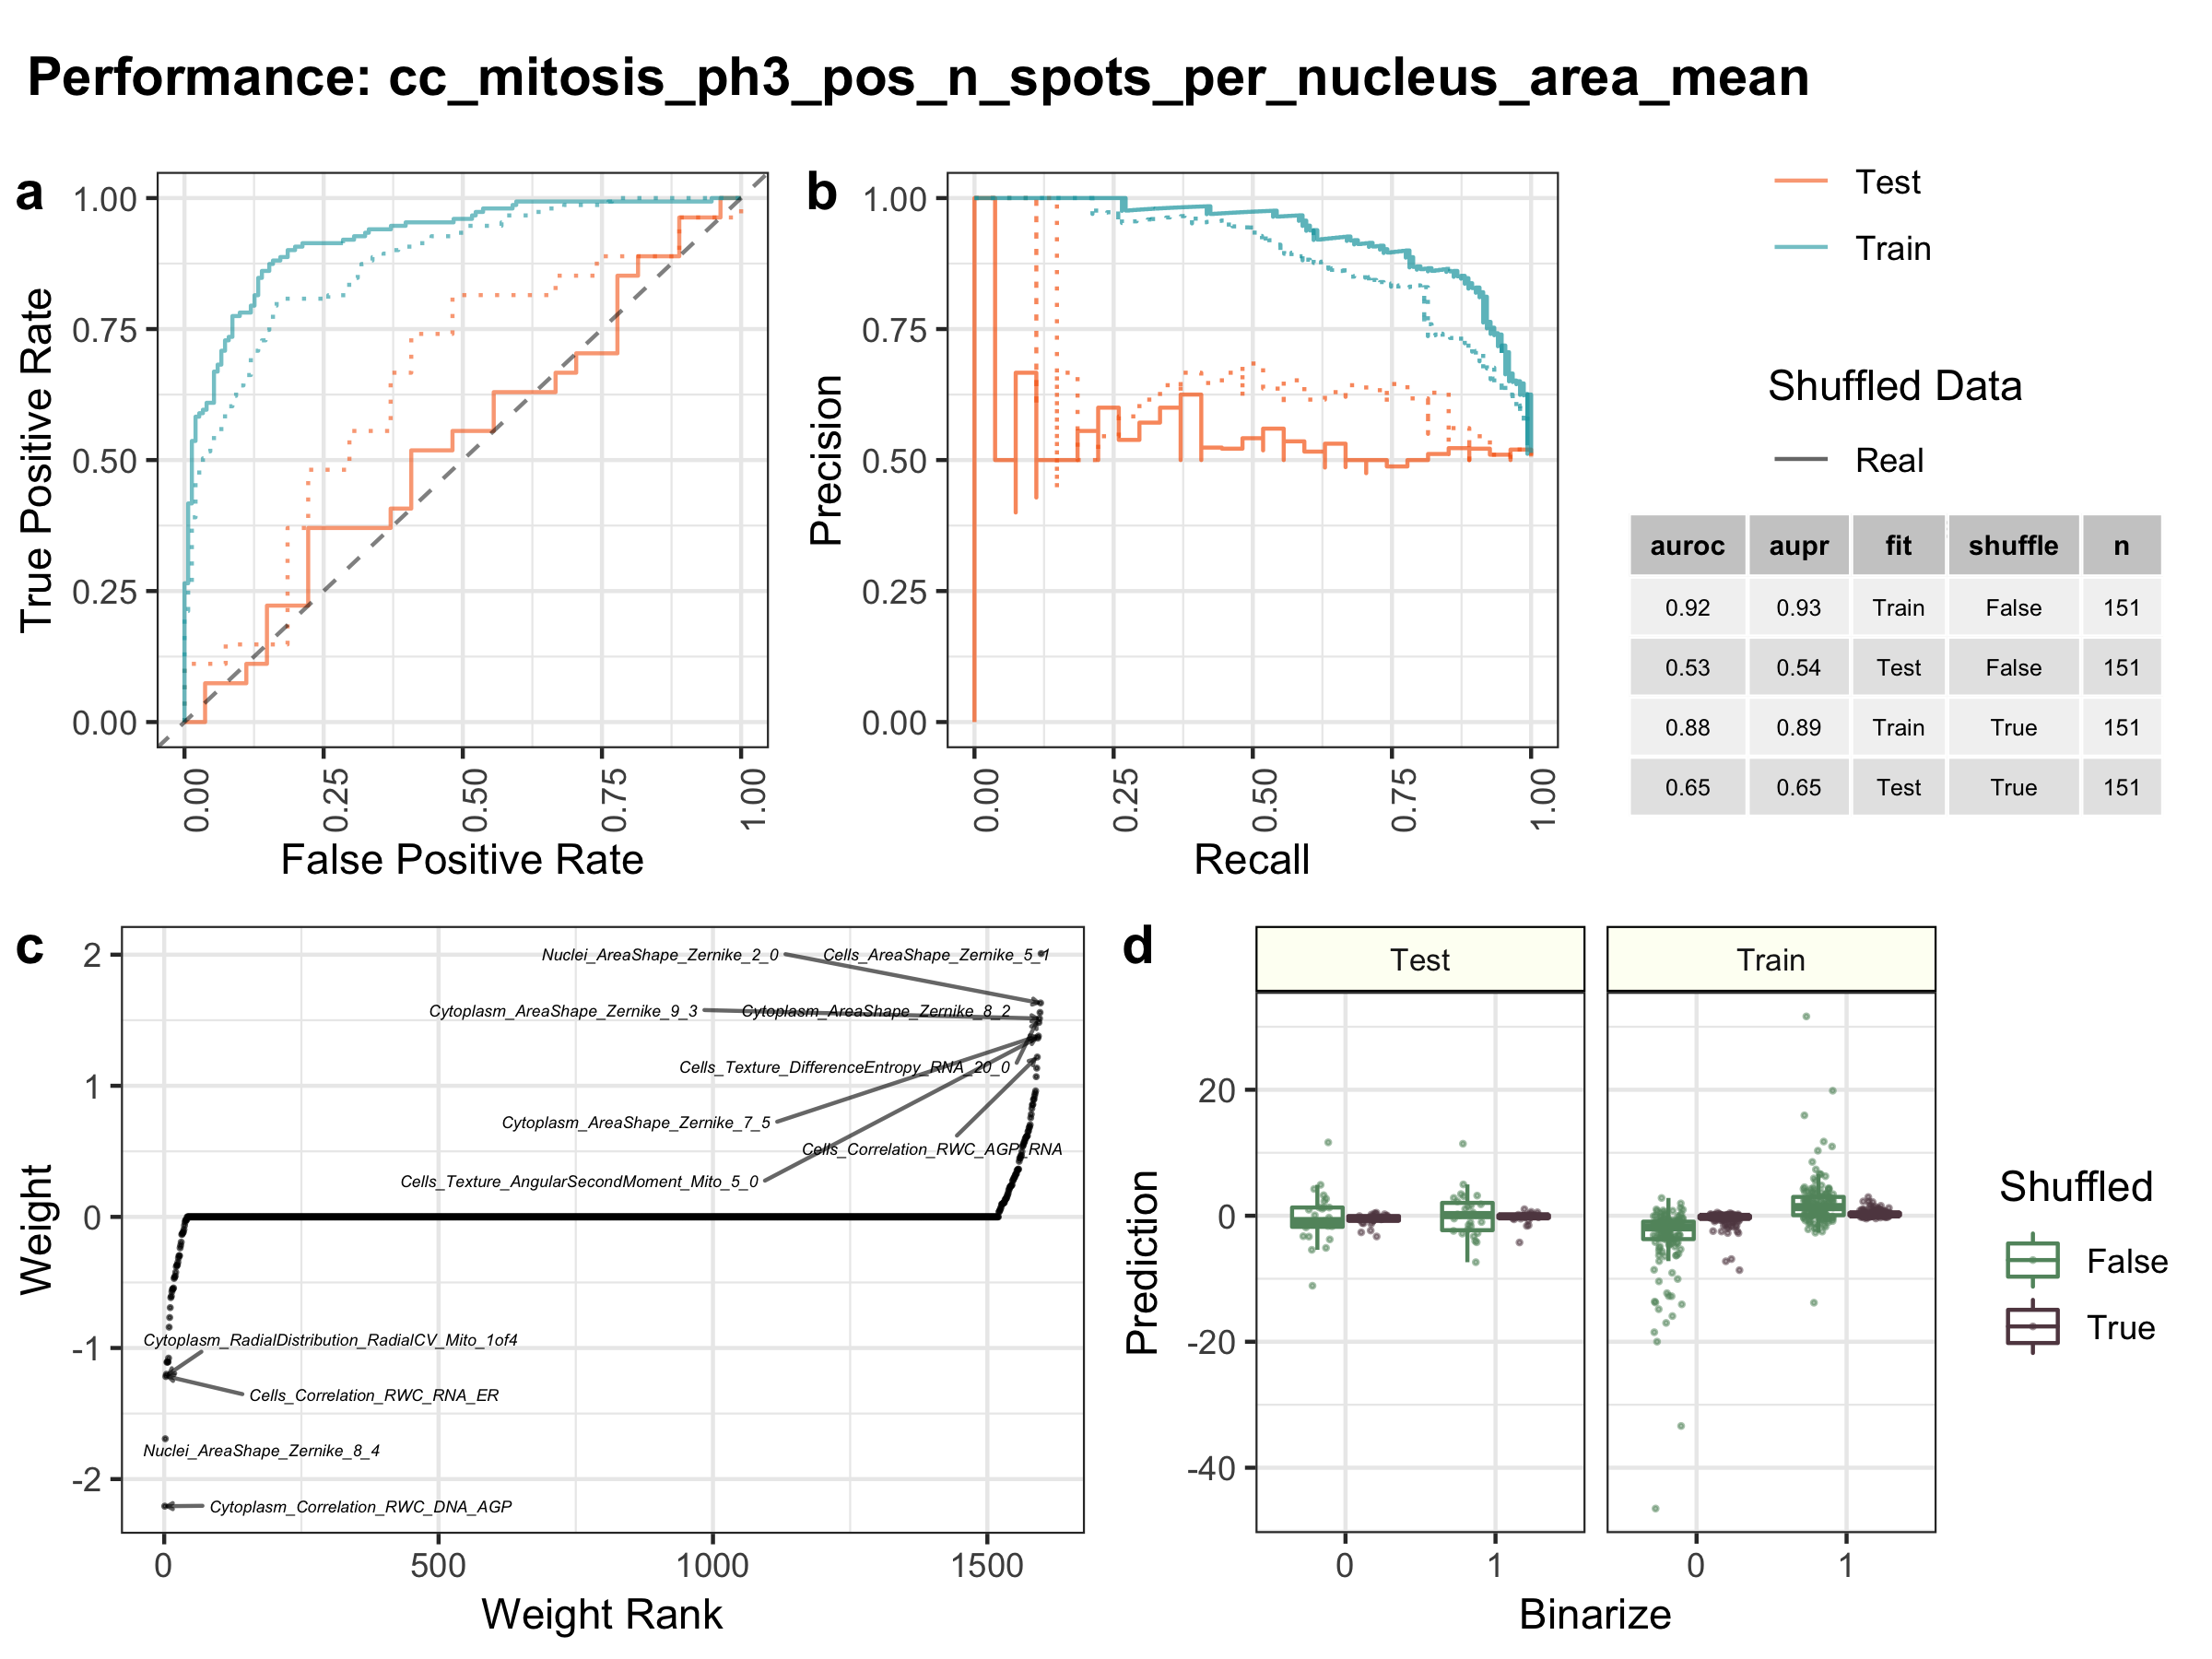 Performance: cc_mitosis_ph3_pos_n_spots_per_nucleus_area_mean
a
1.00
0.75
0.50
0.25
0.00
True Positive Rate
0.00
0.25
0.50
0.75
1.00
False Positive Rate
b
1.00
0.75
0.50
0.25
0.00
Precision
0.00
0.25
0.50
0.75
1.00
Recall
Test
Train
Shuffled Data
Real
auroc aupr fit shuffle n
0.92 0.93 Train False 151
0.53 0.54 Test False 151
0.88 0.89 Train True 151
0.65 0.65 Test True 151
c
2
1
0
-1
-2
Weight
Nuclei_AreaShape_Zernike_2_0
Cells_AreaShape_Zernike_5_1
Cytoplasm_AreaShape_Zernike_9_3
Cytoplasm_AreaShape_Zernike_8_2
Cells_Texture_DifferenceEntropy_RNA_20_0
Cytoplasm_AreaShape_Zernike_7_5
Cells_Correlation_RWC_AGP_RNA
Cells_Texture_AngularSecondMoment_Mito_5_0
Cytoplasm_RadialDistribution_RadialCV_Mito_1of4
Cells_Correlation_RWC_RNA_ER
Nuclei_AreaShape_Zernike_8_4
Cytoplasm_Correlation_RWC_DNA_AGP
0
500
1000
1500
Weight Rank
d
Test
Train
20
0
-20
-40
Prediction
0
1
0
1
Binarize
Shuffled
False
True